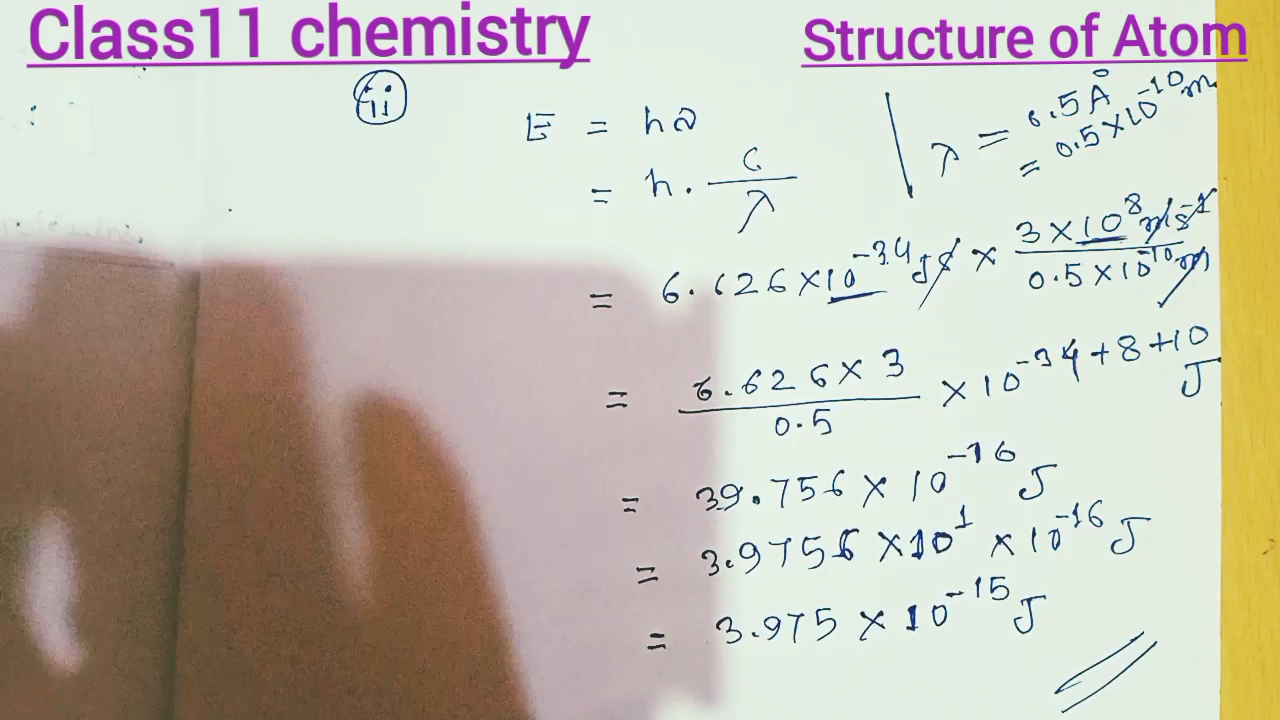 Class11 chemistry
Structure of Atom
ii
E = hν
= h. c/λ
λ = 0.5 Å
= 0.5×10⁻¹⁰ m
= 6.626×10⁻³⁴ Js × 3×10⁸ ms⁻¹/0.5×10⁻¹⁰ m
= 6.626×3/0.5 ×10⁻³⁴⁺⁸⁺¹⁰ J
= 39.756×10⁻¹⁶ J
= 3.9756×10¹ ×10⁻¹⁶ J
= 3.975×10⁻¹⁵ J